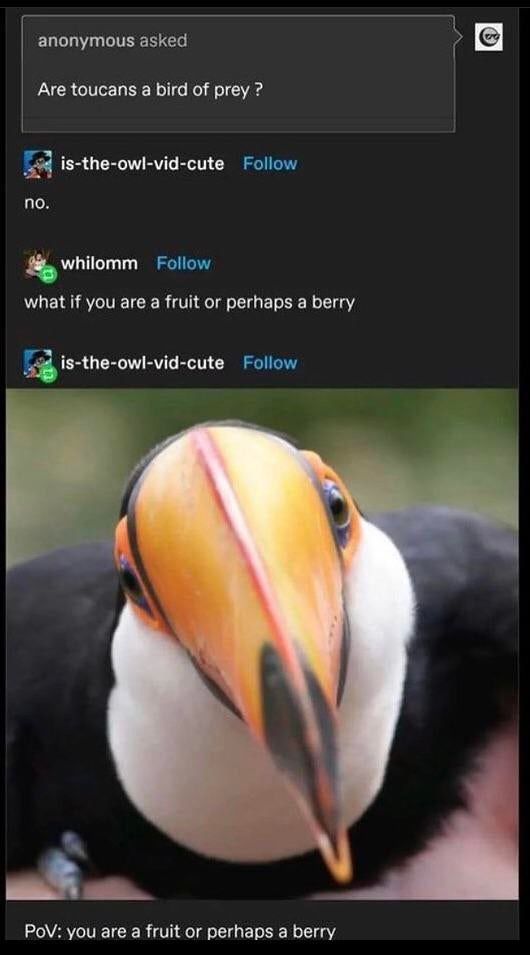 anonymous asked
Are toucans a bird of prey ?
is-the-owl-vid-cute Follow
no.
whilomm Follow
what if you are a fruit or perhaps a berry
is-the-owl-vid-cute Follow
PoV: you are a fruit or perhaps a berry